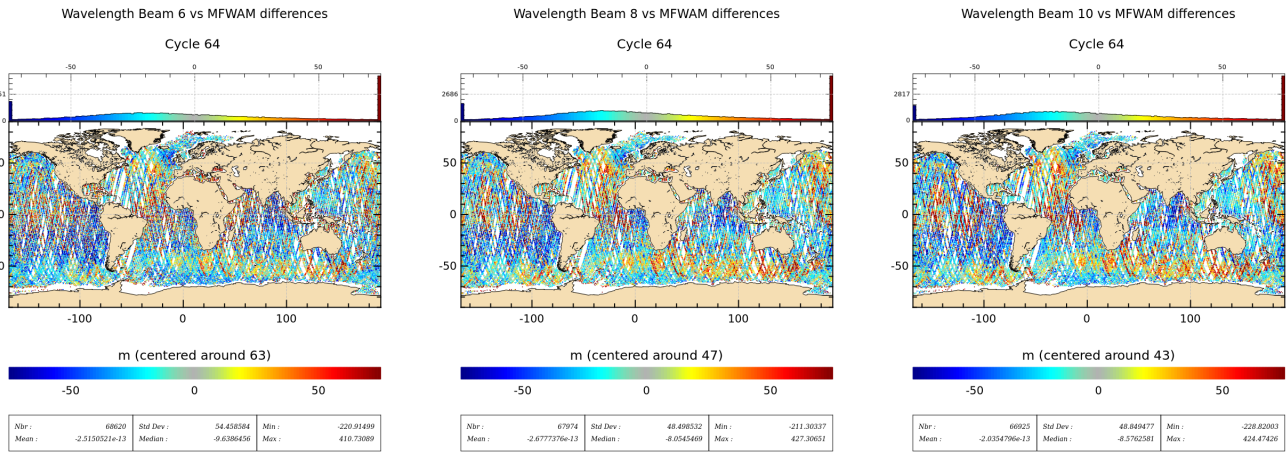 Wavelength Beam 6 vs MFWAM differences
Cycle 64
-50 0 50
0
50
0
-50
-100 0 100
m (centered around 63)
-50 0 50
Nbr : 68620 Std Dev : 54.458584 Min : -220.91499
Mean : -2.5150521e-13 Median : -9.6386456 Max : 410.73089
Wavelength Beam 8 vs MFWAM differences
Cycle 64
-50 0 50
2686
0
50
0
-50
-100 0 100
m (centered around 47)
-50 0 50
Nbr : 67974 Std Dev : 48.498532 Min : -211.30337
Mean : -2.6777376e-13 Median : -8.0545469 Max : 427.30651
Wavelength Beam 10 vs MFWAM differences
Cycle 64
-50 0 50
2817
0
50
0
-50
-100 0 100
m (centered around 43)
-50 0 50
Nbr : 66925 Std Dev : 48.849477 Min : -228.82003
Mean : -2.0354796e-13 Median : -8.5762581 Max : 424.47426